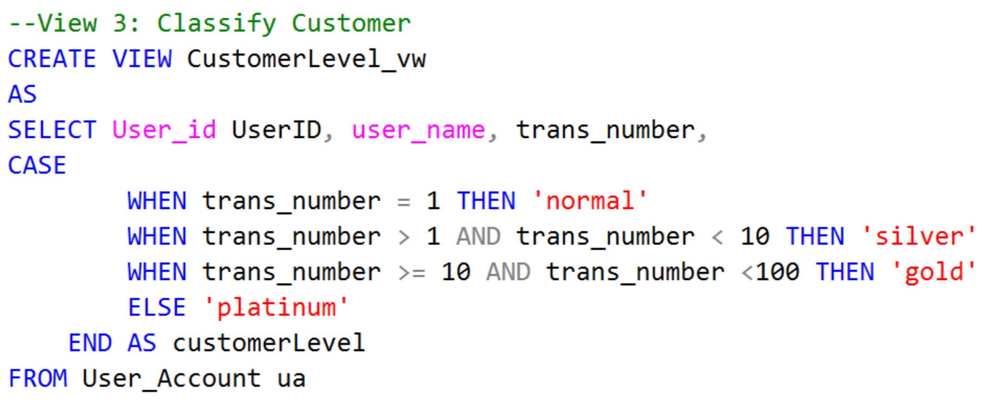 --View 3: Classify Customer
CREATE VIEW CustomerLevel_vw
AS
SELECT User_id UserID, user_name, trans_number,
CASE
WHEN trans_number = 1 THEN 'normal'
WHEN trans_number > 1 AND trans_number < 10 THEN 'silver'
WHEN trans_number >= 10 AND trans_number <100 THEN 'gold'
ELSE 'platinum'
END AS customerLevel
FROM User_Account ua